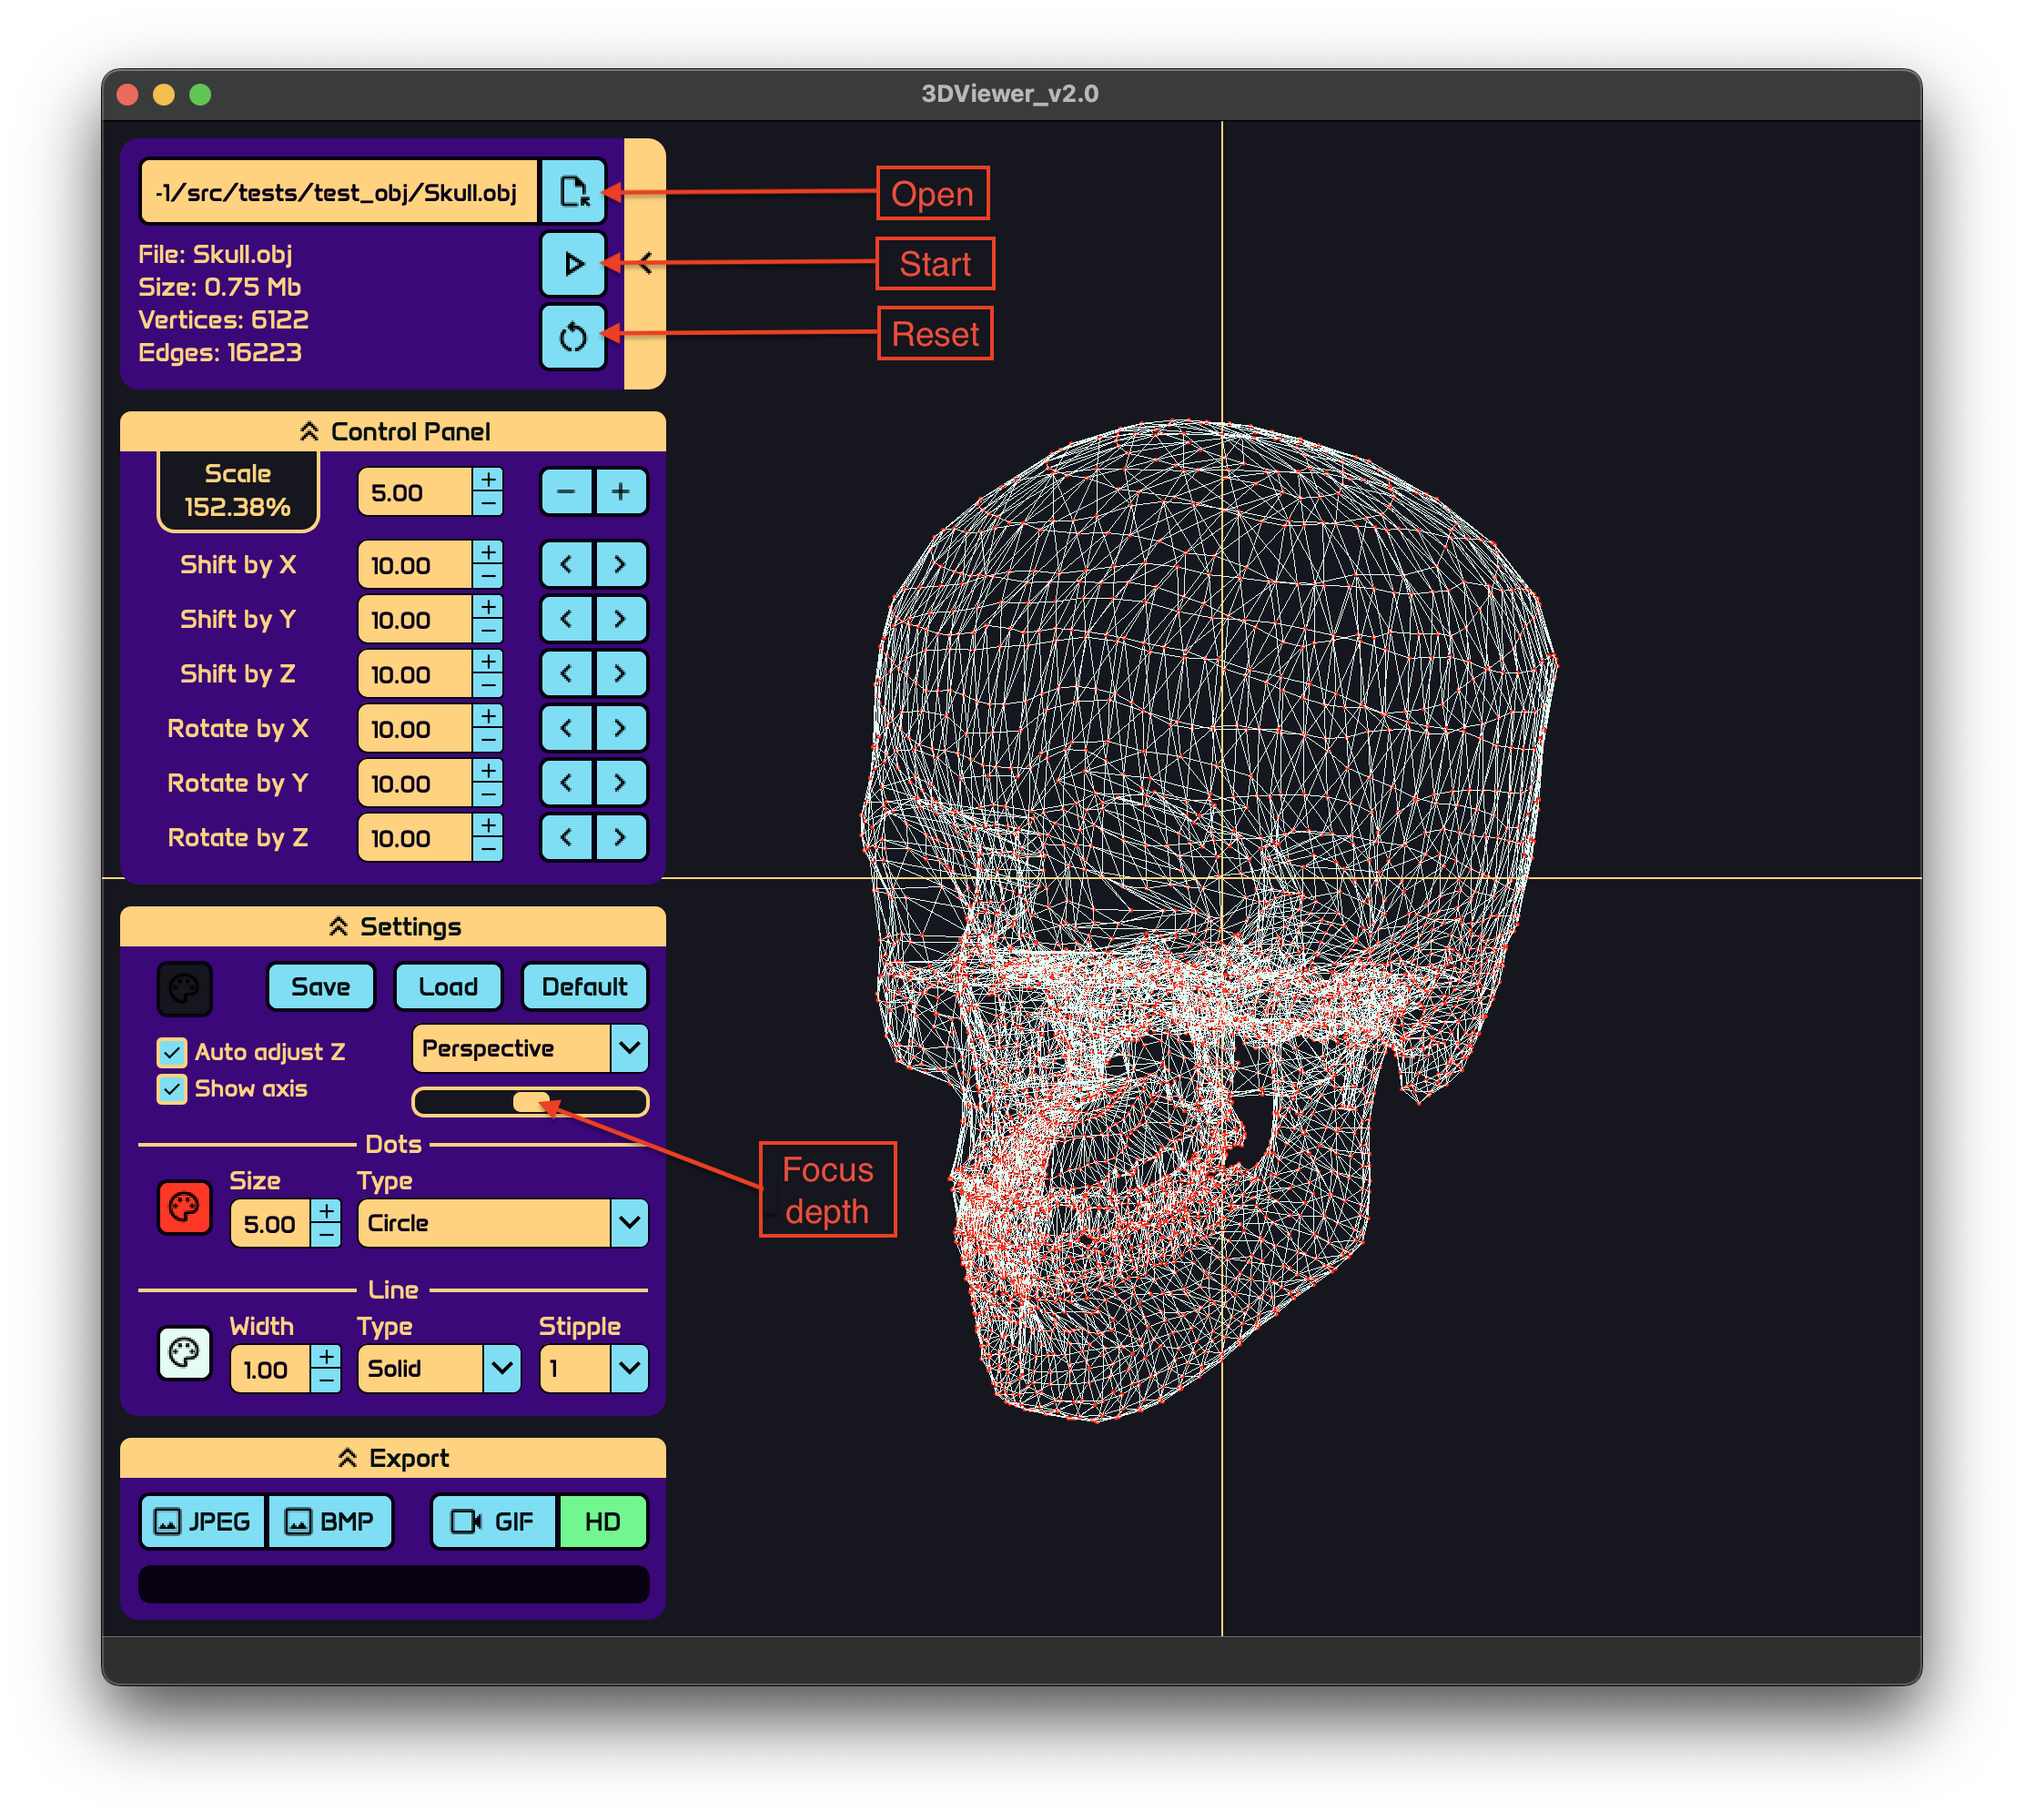 3DViewer_v2.0
-1/src/tests/test_obj/Skull.obj
Open
File: Skull.obj
Size: 0.75 Mb
Vertices: 6122
Edges: 16223
Start
Reset
Control Panel
Scale
152.38%
5.00
Shift by X
10.00
Shift by Y
10.00
Shift by Z
10.00
Rotate by X
10.00
Rotate by Y
10.00
Rotate by Z
10.00
Settings
Save
Load
Default
Auto adjust Z
Perspective
Show axis
Focus
depth
Dots
Size
Type
5.00
Circle
Line
Width
Type
Stipple
1.00
Solid
1
Export
JPEG
BMP
GIF
HD